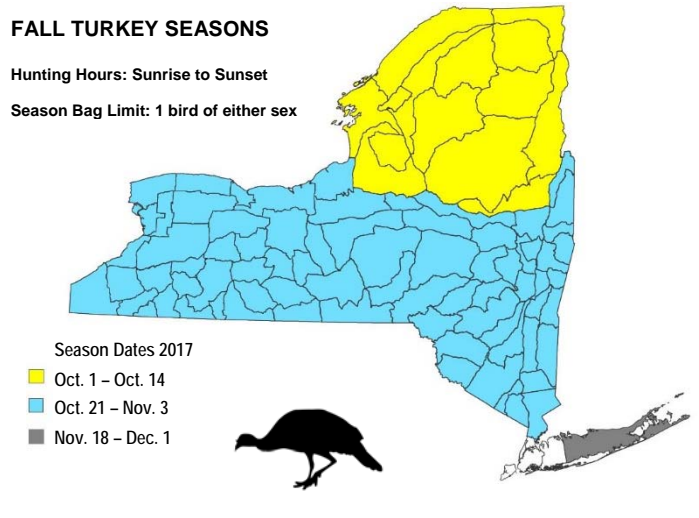 FALL TURKEY SEASONS
Hunting Hours: Sunrise to Sunset
Season Bag Limit: 1 bird of either sex
Season Dates 2017
Oct. 1 – Oct. 14
Oct. 21 – Nov. 3
Nov. 18 – Dec. 1